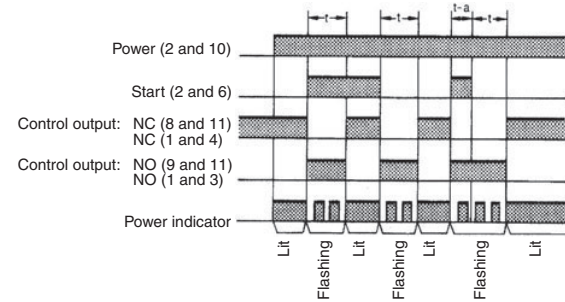 t t t-a t
Power (2 and 10)
Start (2 and 6)
Control output: NC (8 and 11)
NC (1 and 4)
Control output: NO (9 and 11)
NO (1 and 3)
Power indicator
Lit Flashing Lit Flashing Lit Flashing Lit